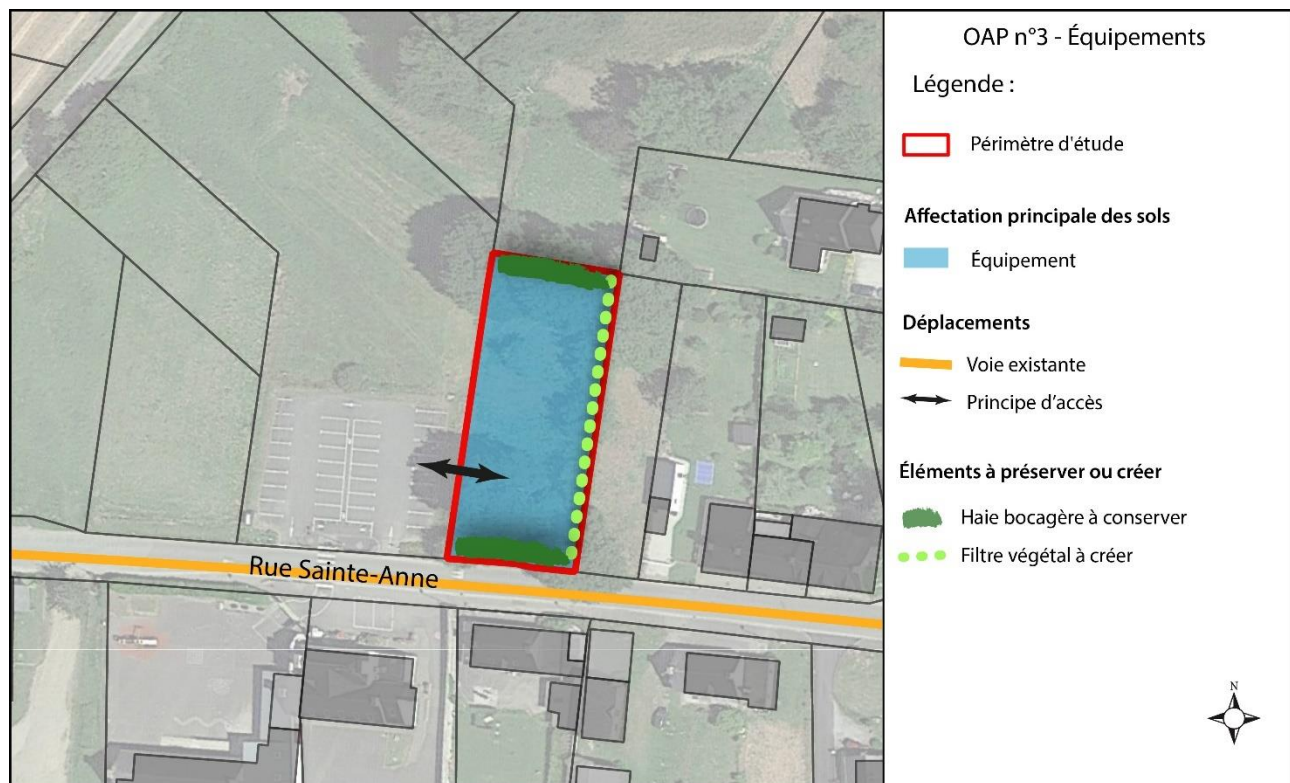 OAP n°3 - Équipements
Légende :
Périmètre d'étude
Affectation principale des sols
Équipement
Déplacements
Voie existante
Principe d'accès
Éléments à préserver ou créer
Haie bocagère à conserver
Filtre végétal à créer
Rue Sainte-Anne
N